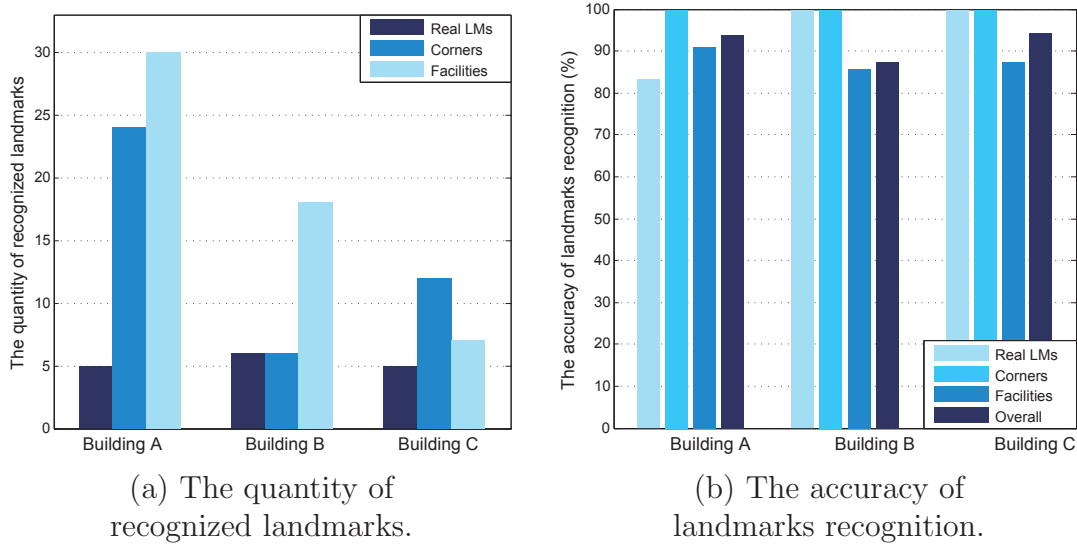 The quantity of recognized landmarks
30
25
20
15
10
5
0
Real LMs
Corners
Facilities
Building A
Building B
Building C
(a) The quantity of
recognized landmarks.
The accuracy of landmarks recognition (%)
100
90
80
70
60
50
40
30
20
10
0
Real LMs
Corners
Facilities
Overall
Building A
Building B
Building C
(b) The accuracy of
landmarks recognition.